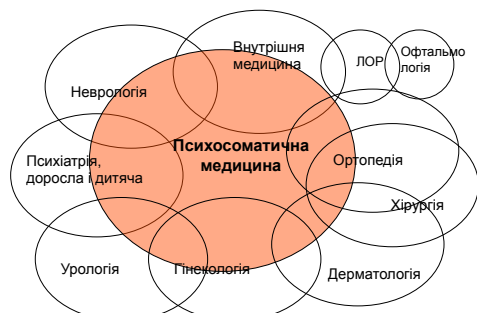 Внутрішня
медицина
ЛОР
Офтальмо
логія
Неврологія
Психосоматична
медицина
Психіатрія,
доросла і дитяча
Ортопедія
Хірургія
Урологія
Гінекологія
Дерматологія